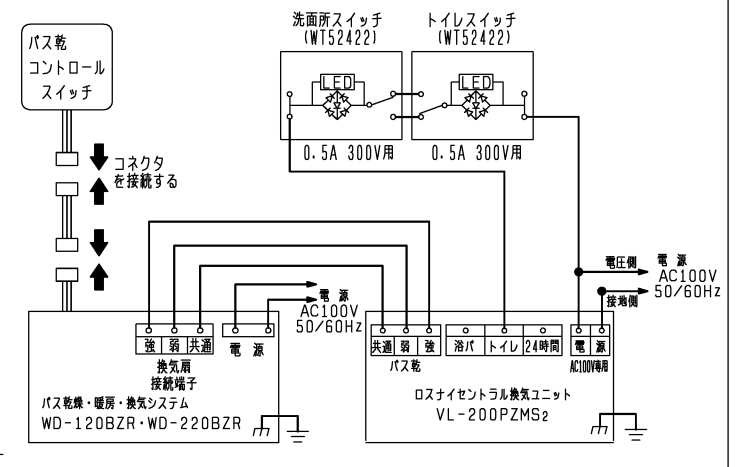 洗面所スイッチ
(WT52422)
トイレスイッチ
(WT52422)
バス乾
コントロール
スイッチ
LED
LED
0.5A 300V用
0.5A 300V用
コネクタ
を接続する
電圧側
電源
AC100V
50/60Hz
接地側
電源
AC100V
50/60Hz
強 弱 共通
電源
換気扇
接続端子
共通 弱 強
バス乾
浴バ トイレ 24時間
電 源
AC100V専用
バス乾燥・暖房・換気システム
WD-120BZR・WD-220BZR
ロスナイセントラル換気ユニット
VL-200PZMS2